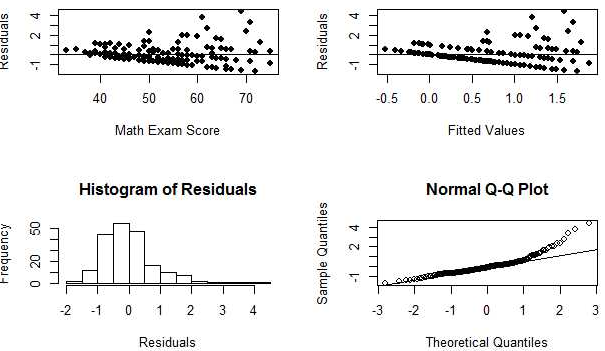 Residuals
-1 2 4
40 50 60 70
Math Exam Score
Residuals
-1 2 4
-0.5 0.0 0.5 1.0 1.5
Fitted Values
Histogram of Residuals
Frequency
0 20 50
-2 -1 0 1 2 3 4
Residuals
Normal Q-Q Plot
Sample Quantiles
-1 2 4
-3 -2 -1 0 1 2 3
Theoretical Quantiles